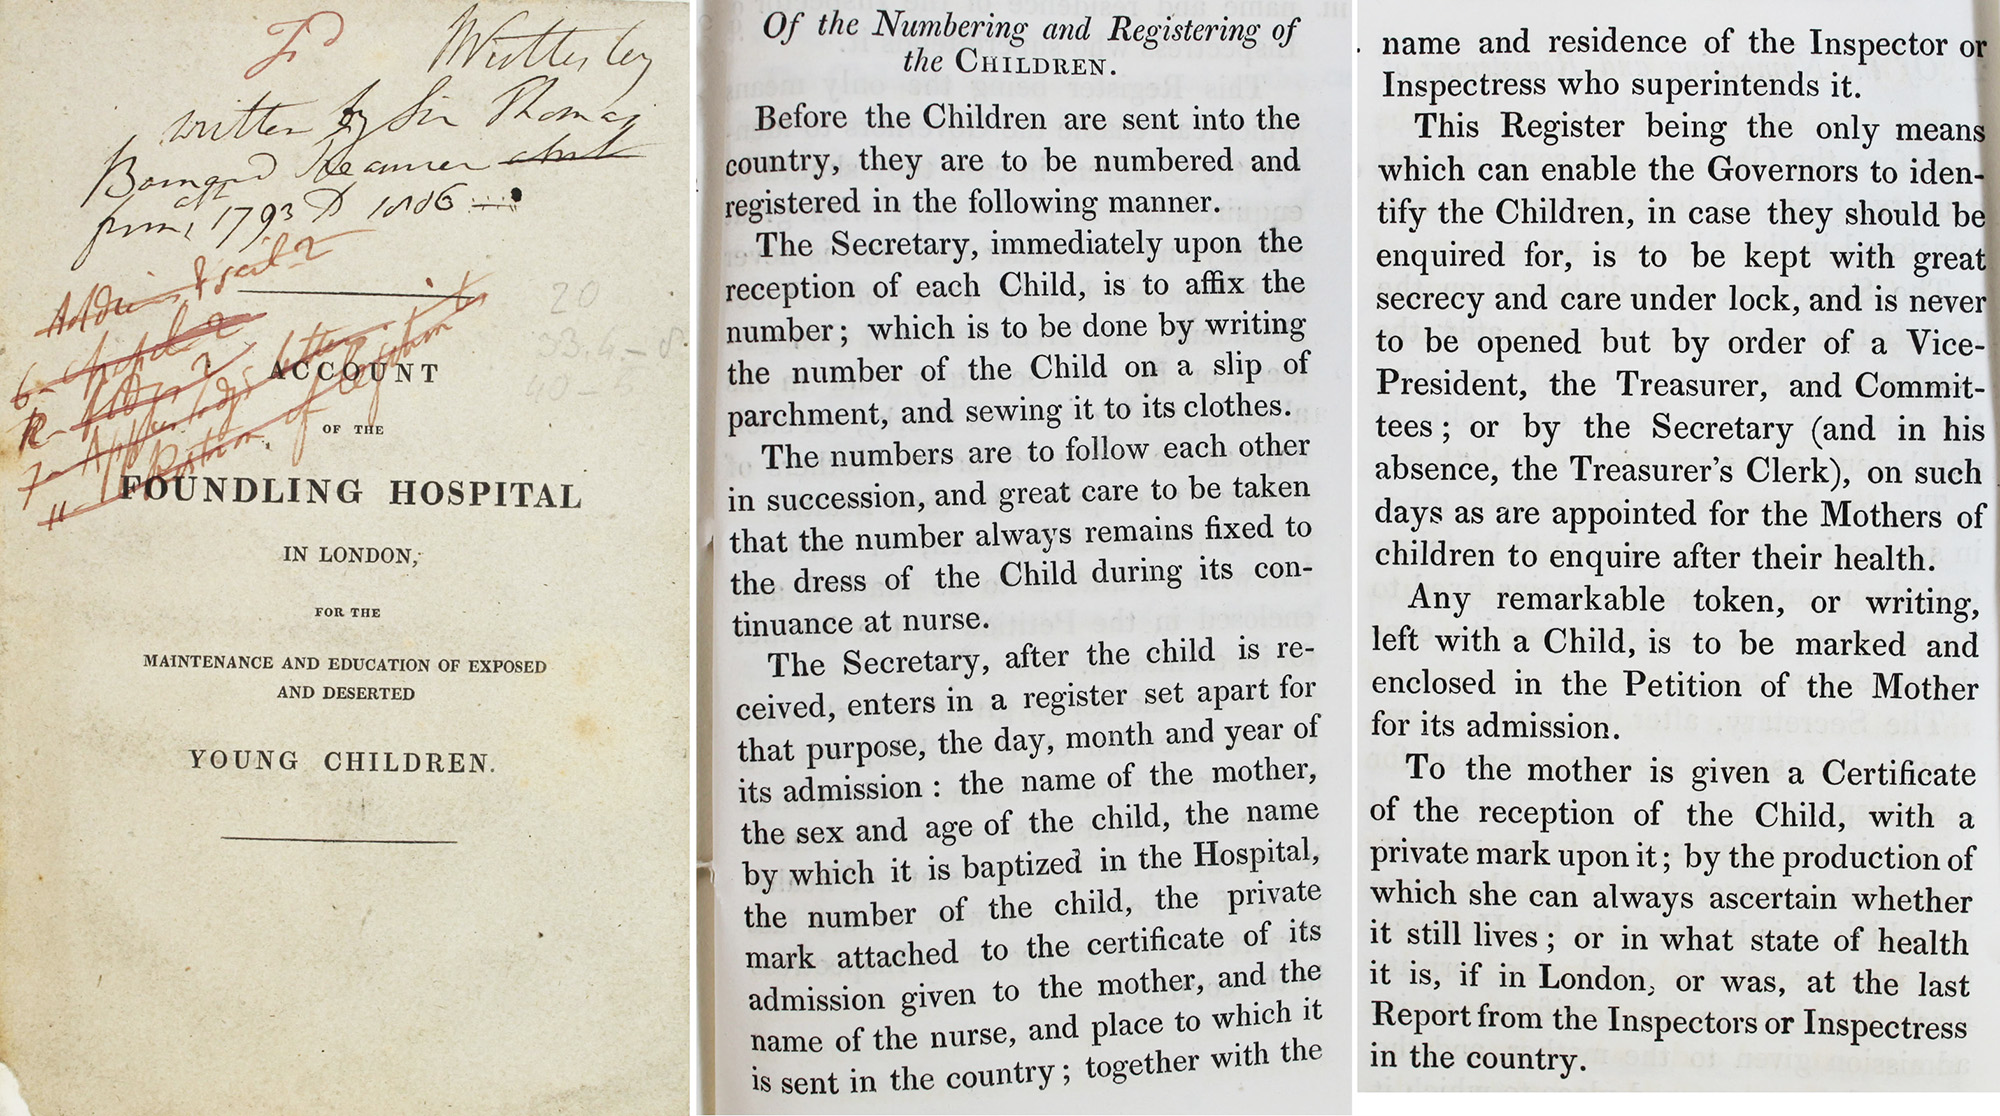 written by Sir Thomas
from 1793 to 1806
20
33.4.-8
40-6
ACCOUNT
OF THE
FOUNDLING HOSPITAL
IN LONDON,
FOR THE
MAINTENANCE AND EDUCATION OF EXPOSED
AND DESERTED
YOUNG CHILDREN.
Of the Numbering and Registering of
the CHILDREN.
Before the Children are sent into the
country, they are to be numbered and
registered in the following manner.
The Secretary, immediately upon the
reception of each Child, is to affix the
number; which is to be done by writing
the number of the Child on a slip of
parchment, and sewing it to its clothes.
The numbers are to follow each other
in succession, and great care to be taken
that the number always remains fixed to
the dress of the Child during its con-
tinuance at nurse.
The Secretary, after the child is re-
ceived, enters in a register set apart for
that purpose, the day, month and year of
its admission: the name of the mother,
the sex and age of the child, the name
by which it is baptized in the Hospital,
the number of the child, the private
mark attached to the certificate of its
admission given to the mother, and the
name of the nurse, and place to which it
is sent in the country; together with the
name and residence of the Inspector or
Inspectress who superintends it.
This Register being the only means
which can enable the Governors to iden-
tify the Children, in case they should be
enquired for, is to be kept with great
secrecy and care under lock, and is never
to be opened but by order of a Vice-
President, the Treasurer, and Commit-
tees; or by the Secretary (and in his
absence, the Treasurer's Clerk), on such
days as are appointed for the Mothers of
children to enquire after their health.
Any remarkable token, or writing,
left with a Child, is to be marked and
enclosed in the Petition of the Mother
for its admission.
To the mother is given a Certificate
of the reception of the Child, with a
private mark upon it; by the production of
which she can always ascertain whether
it still lives; or in what state of health
it is, if in London, or was, at the last
Report from the Inspectors or Inspectress
in the country.